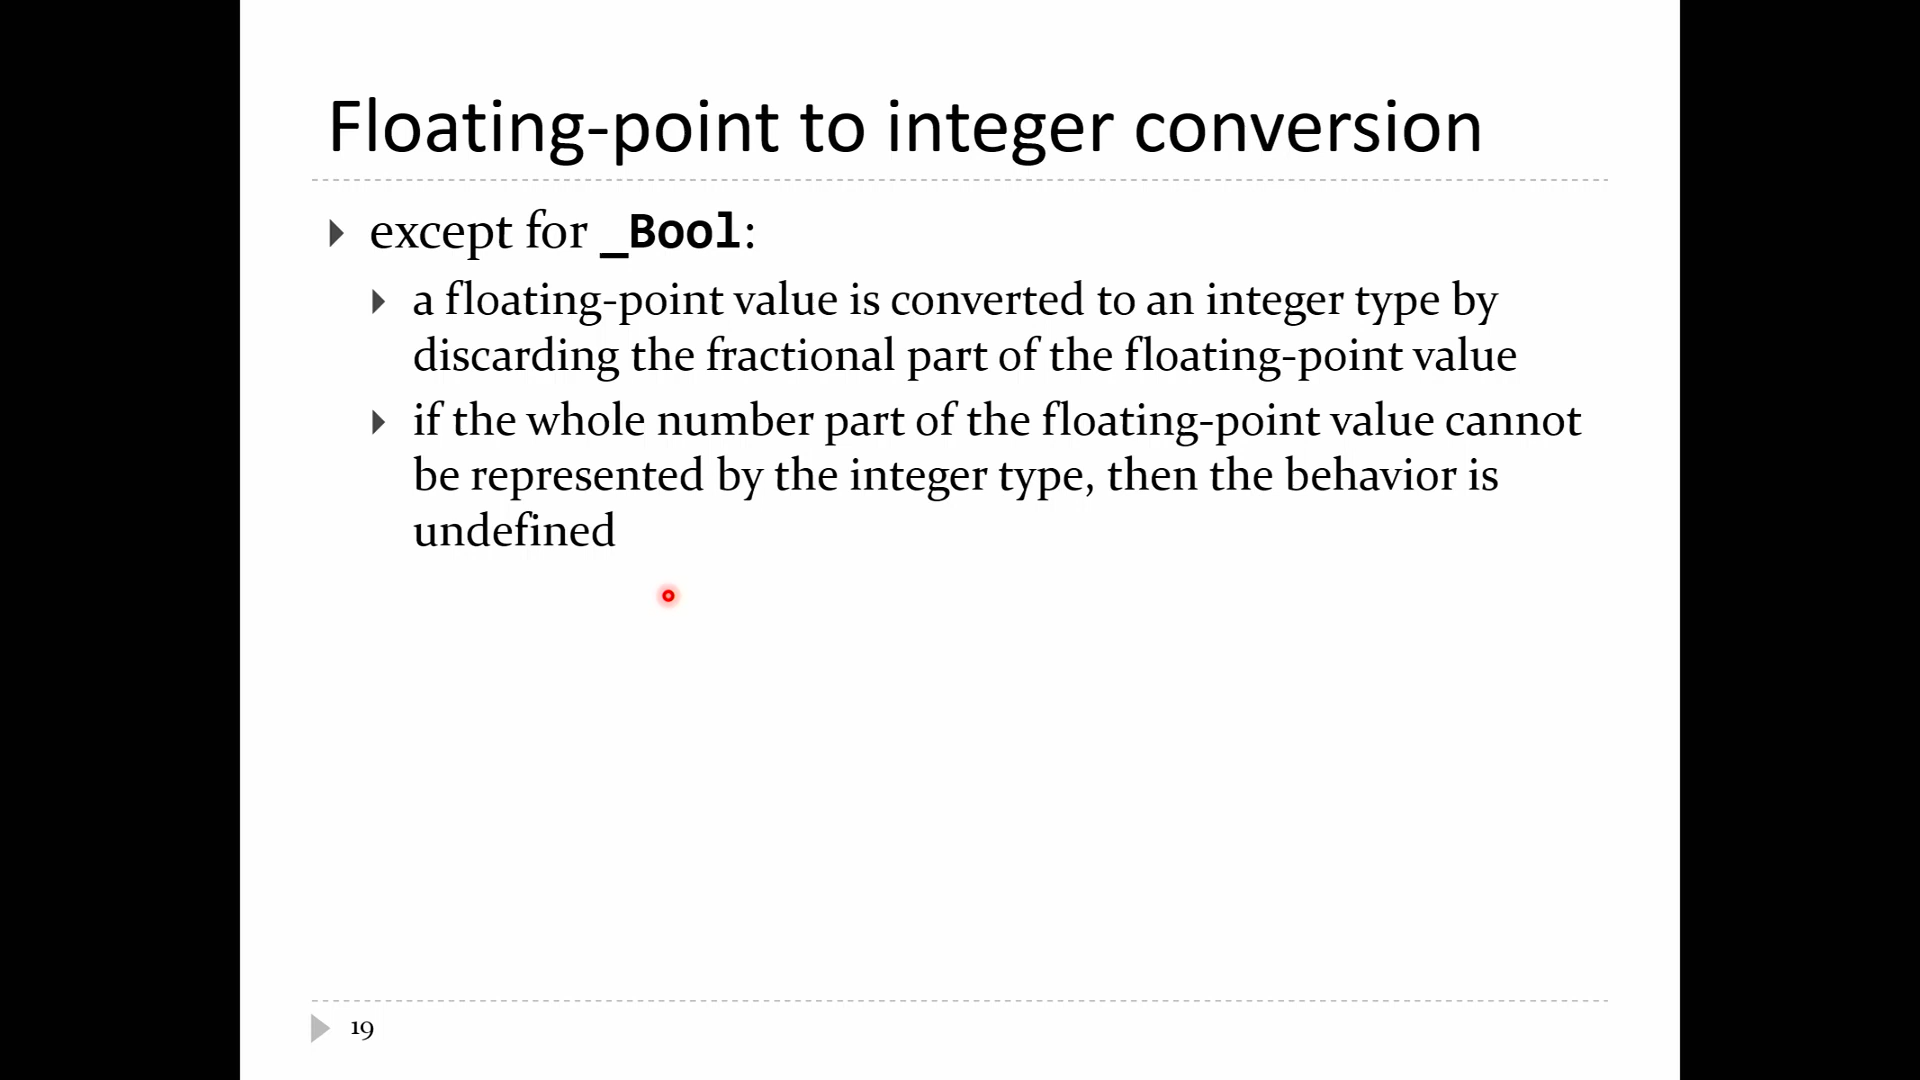 Floating-point to integer conversion
except for _Bool:
a floating-point value is converted to an integer type by
discarding the fractional part of the floating-point value
if the whole number part of the floating-point value cannot
be represented by the integer type, then the behavior is
undefined
19